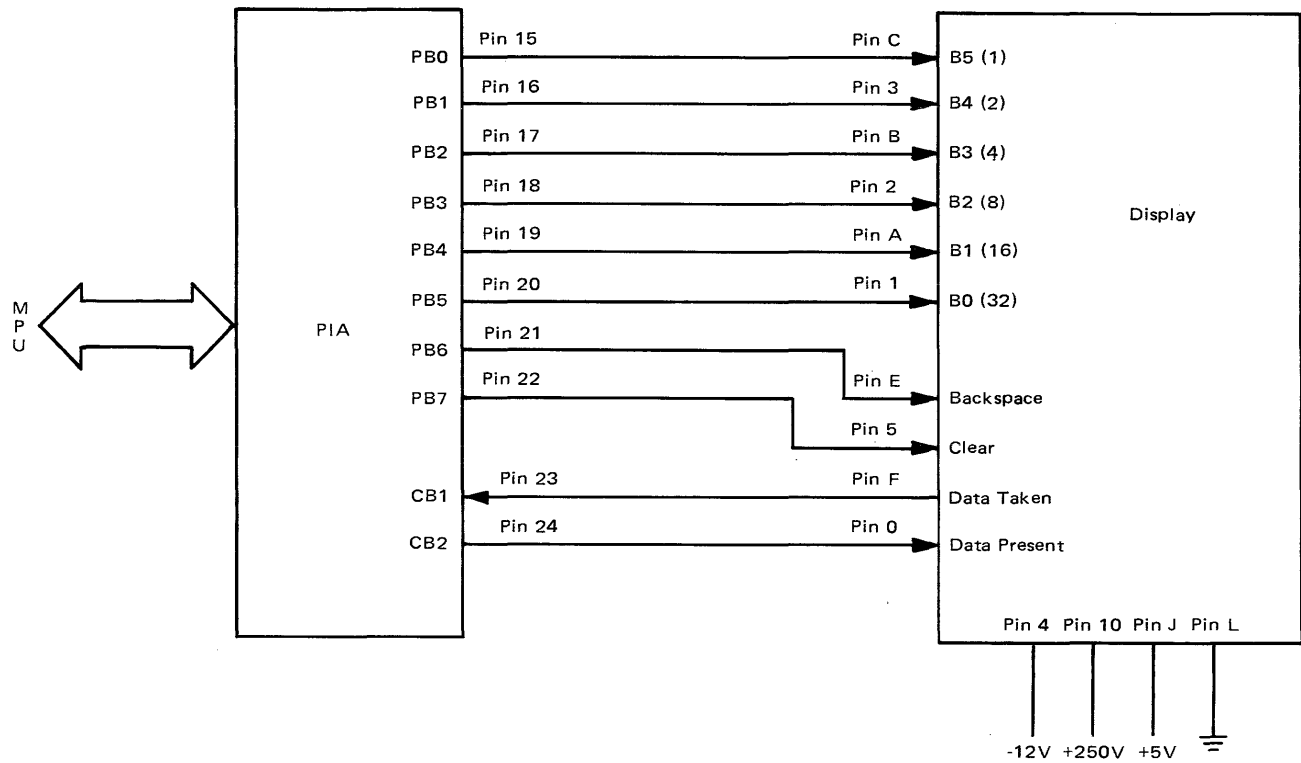 Pin 15 Pin C
PB0 B5 (1)
Pin 16 Pin 3
PB1 B4 (2)
Pin 17 Pin B
PB2 B3 (4)
Pin 18 Pin 2
PB3 B2 (8)
Display
Pin 19 Pin A
PB4 B1 (16)
Pin 20 Pin 1
PB5 B0 (32)
MPU
PIA
Pin 21
PB6
Pin 22 Pin E
PB7 Backspace
Pin 5
Clear
Pin 23 Pin F
CB1 Data Taken
Pin 24 Pin 0
CB2 Data Present
Pin 4 Pin 10 Pin J Pin L
-12V +250V +5V